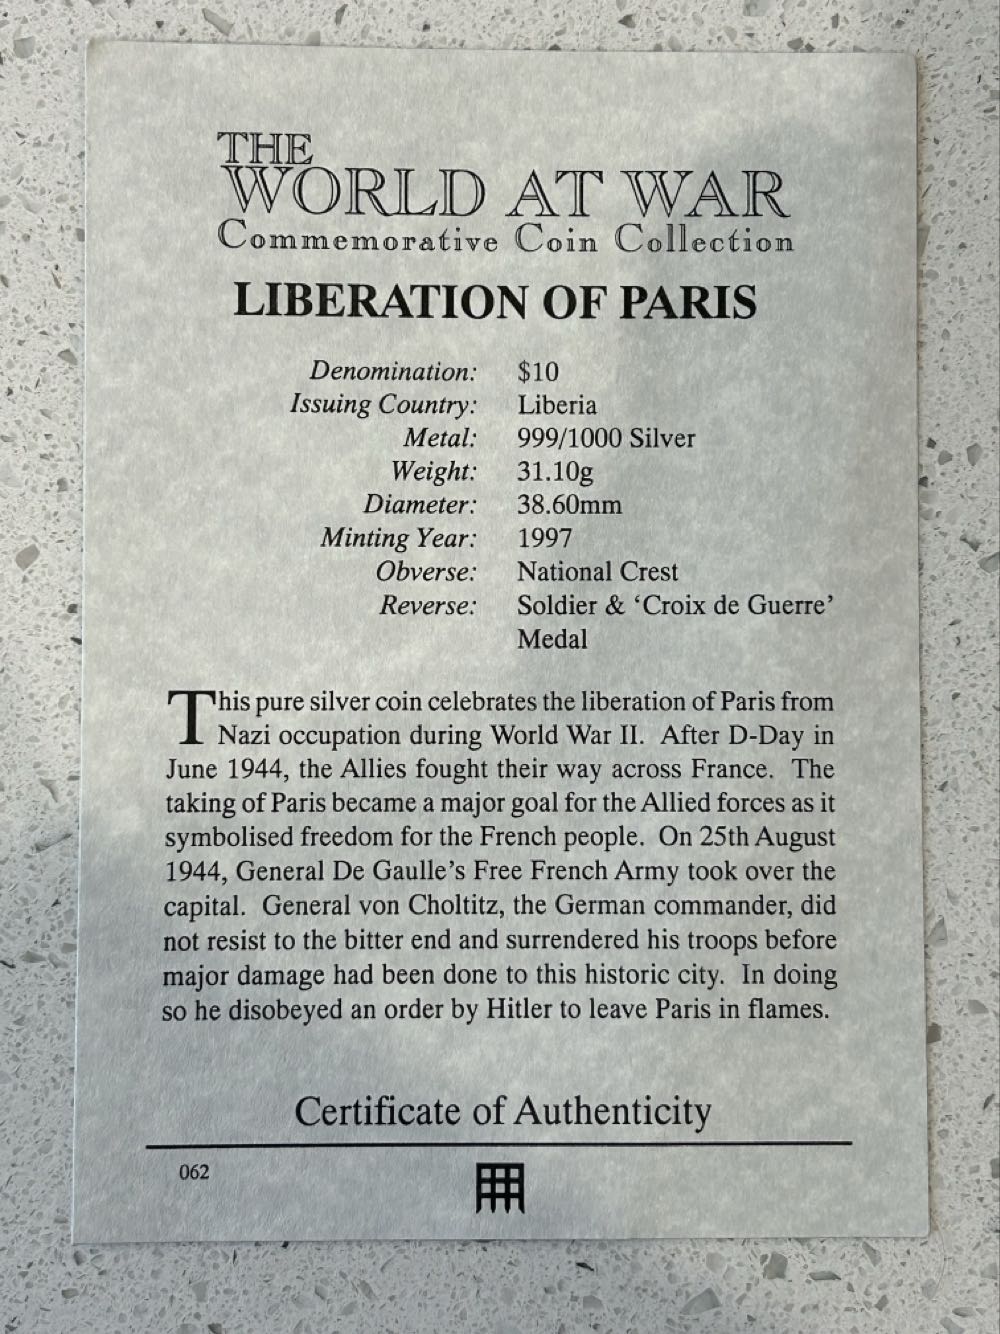 THE
WORLD AT WAR
Commemorative Coin Collection
LIBERATION OF PARIS
Denomination: $10
Issuing Country: Liberia
Metal: 999/1000 Silver
Weight: 31.10g
Diameter: 38.60mm
Minting Year: 1997
Obverse: National Crest
Reverse: Soldier & ‘Croix de Guerre’
Medal
This pure silver coin celebrates the liberation of Paris from
Nazi occupation during World War II. After D-Day in
June 1944, the Allies fought their way across France. The
taking of Paris became a major goal for the Allied forces as it
symbolised freedom for the French people. On 25th August
1944, General De Gaulle’s Free French Army took over the
capital. General von Choltitz, the German commander, did
not resist to the bitter end and surrendered his troops before
major damage had been done to this historic city. In doing
so he disobeyed an order by Hitler to leave Paris in flames.
Certificate of Authenticity
062